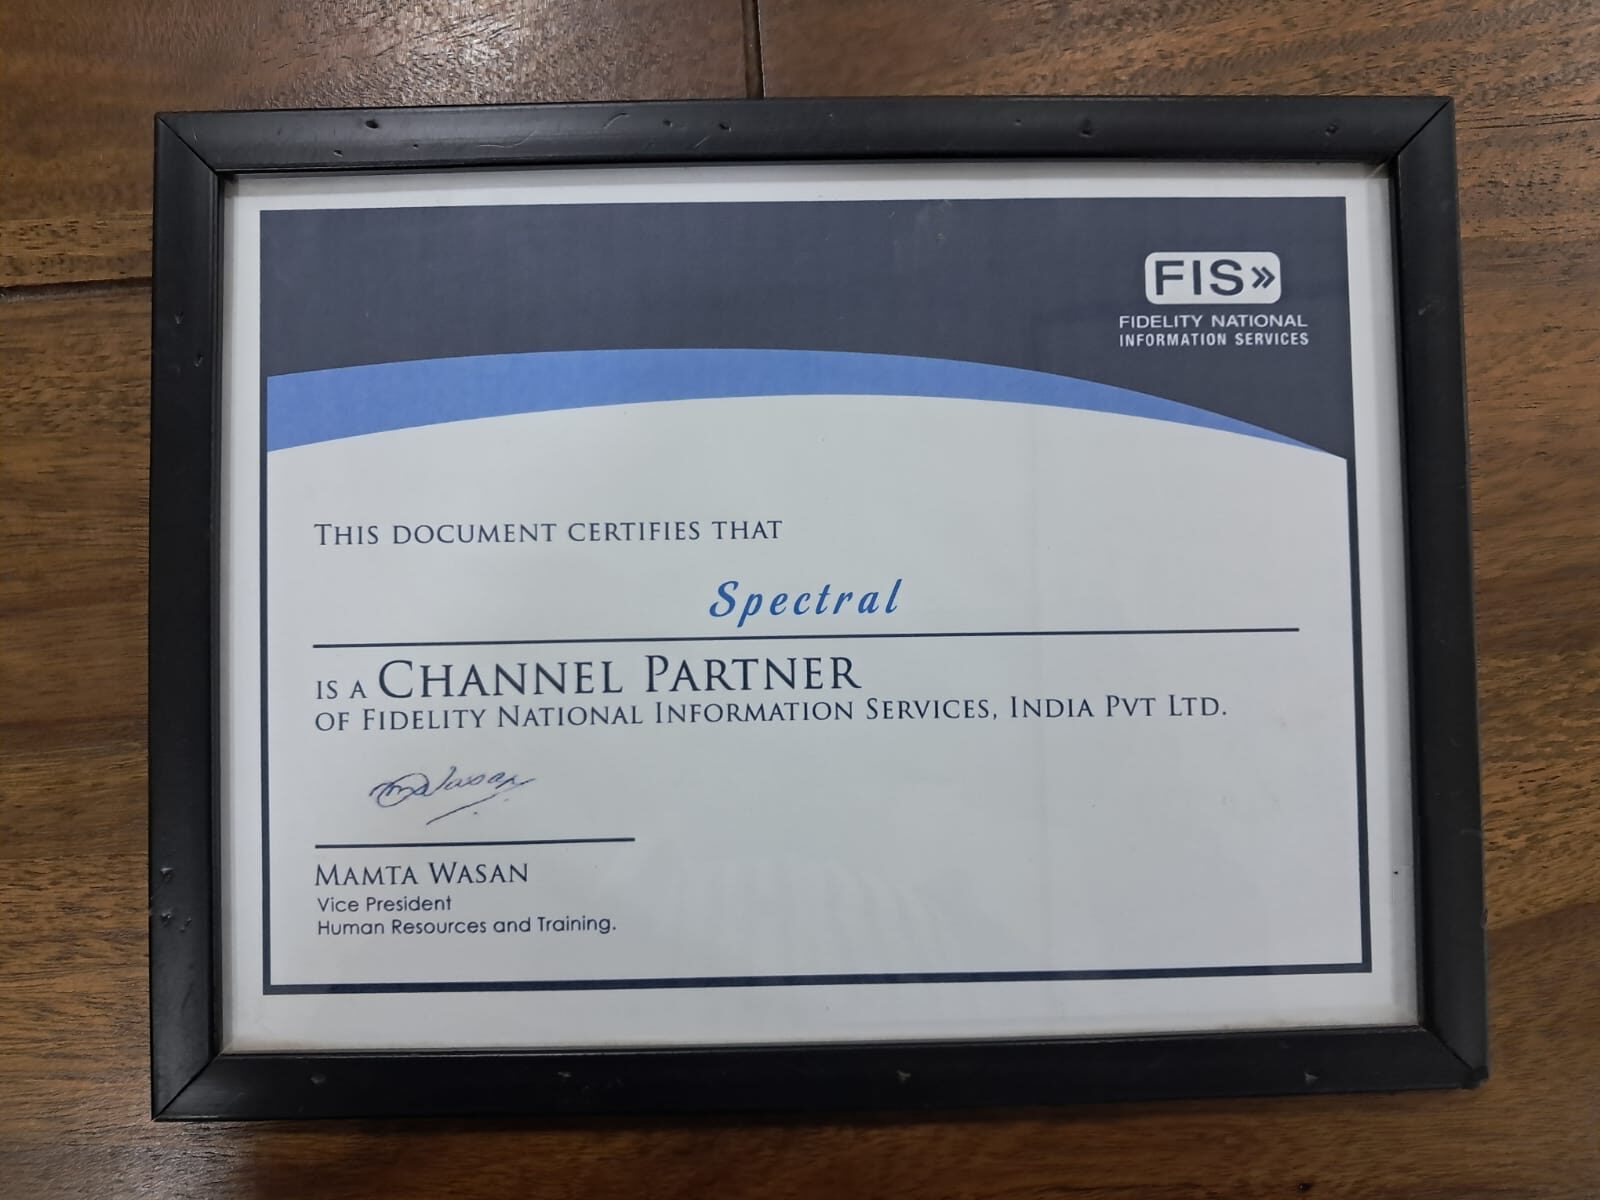 FIS»
FIDELITY NATIONAL
INFORMATION SERVICES
THIS DOCUMENT CERTIFIES THAT
Spectral
IS A CHANNEL PARTNER
OF FIDELITY NATIONAL INFORMATION SERVICES, INDIA PVT LTD.
MWasan
MAMTA WASAN
Vice President
Human Resources and Training.